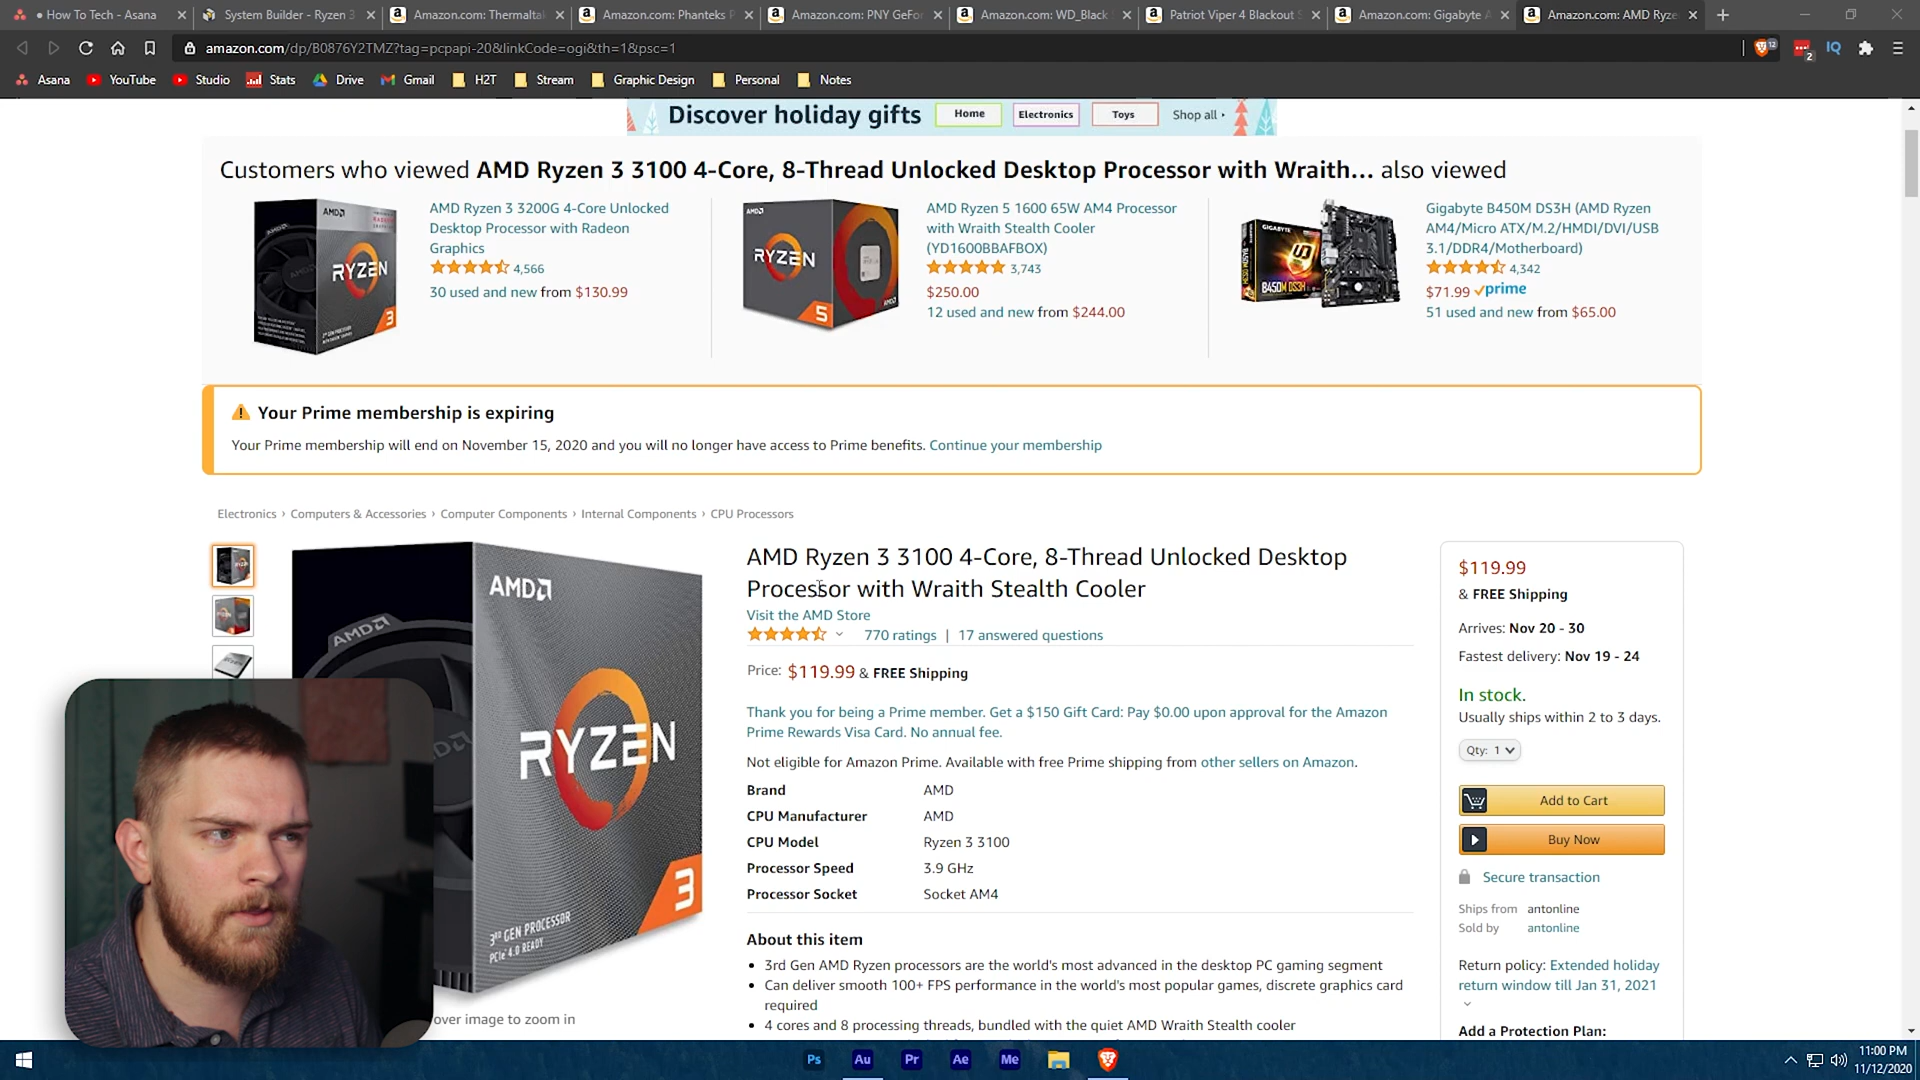 How To Tech - Asana
System Builder - Ryzen 3
Amazon.com: Thermaltak
Amazon.com: Phanteks P
Amazon.com: PNY GeFor
Amazon.com: WD_Black
Patriot Viper 4 Blackout S
Amazon.com: Gigabyte A
Amazon.com: AMD Ryze
amazon.com/dp/B0876Y2TMZ?tag=pcpapi-20&linkCode=ogi&th=1&psc=1
12
2
IQ
Asana YouTube Studio Stats Drive Gmail H2T Stream Graphic Design Personal Notes
Discover holiday gifts Home Electronics Toys Shop all
Customers who viewed AMD Ryzen 3 3100 4-Core, 8-Thread Unlocked Desktop Processor with Wraith... also viewed
AMD
RYZEN
3
AMD Ryzen 3 3200G 4-Core Unlocked
Desktop Processor with Radeon
Graphics
4,566
30 used and new from $130.99
AMD
RYZEN
5
AMD Ryzen 5 1600 65W AM4 Processor
with Wraith Stealth Cooler
(YD1600BBAFBOX)
3,743
$250.00
12 used and new from $244.00
GIGABYTE
B450M DS3H
Gigabyte B450M DS3H (AMD Ryzen
AM4/Micro ATX/M.2/HMDI/DVI/USB
3.1/DDR4/Motherboard)
4,342
$71.99 prime
51 used and new from $65.00
Your Prime membership is expiring
Your Prime membership will end on November 15, 2020 and you will no longer have access to Prime benefits. Continue your membership
Electronics › Computers & Accessories › Computer Components › Internal Components › CPU Processors
AMD
AMD
RYZEN
3
3RD GEN PROCESSOR
PCIe 4.0 READY
over image to zoom in
AMD Ryzen 3 3100 4-Core, 8-Thread Unlocked Desktop
Processor with Wraith Stealth Cooler
Visit the AMD Store
770 ratings | 17 answered questions
Price: $119.99 & FREE Shipping
Thank you for being a Prime member. Get a $150 Gift Card: Pay $0.00 upon approval for the Amazon
Prime Rewards Visa Card. No annual fee.
Not eligible for Amazon Prime. Available with free Prime shipping from other sellers on Amazon.
Brand AMD
CPU Manufacturer AMD
CPU Model Ryzen 3 3100
Processor Speed 3.9 GHz
Processor Socket Socket AM4
About this item
• 3rd Gen AMD Ryzen processors are the world's most advanced in the desktop PC gaming segment
• Can deliver smooth 100+ FPS performance in the world's most popular games, discrete graphics card
required
• 4 cores and 8 processing threads, bundled with the quiet AMD Wraith Stealth cooler
$119.99
& FREE Shipping
Arrives: Nov 20 - 30
Fastest delivery: Nov 19 - 24
In stock.
Usually ships within 2 to 3 days.
Qty: 1
Add to Cart
Buy Now
Secure transaction
Ships from antonline
Sold by antonline
Return policy: Extended holiday
return window till Jan 31, 2021
Add a Protection Plan:
Ps Au Pr Ae Me
11:00 PM
11/12/2020